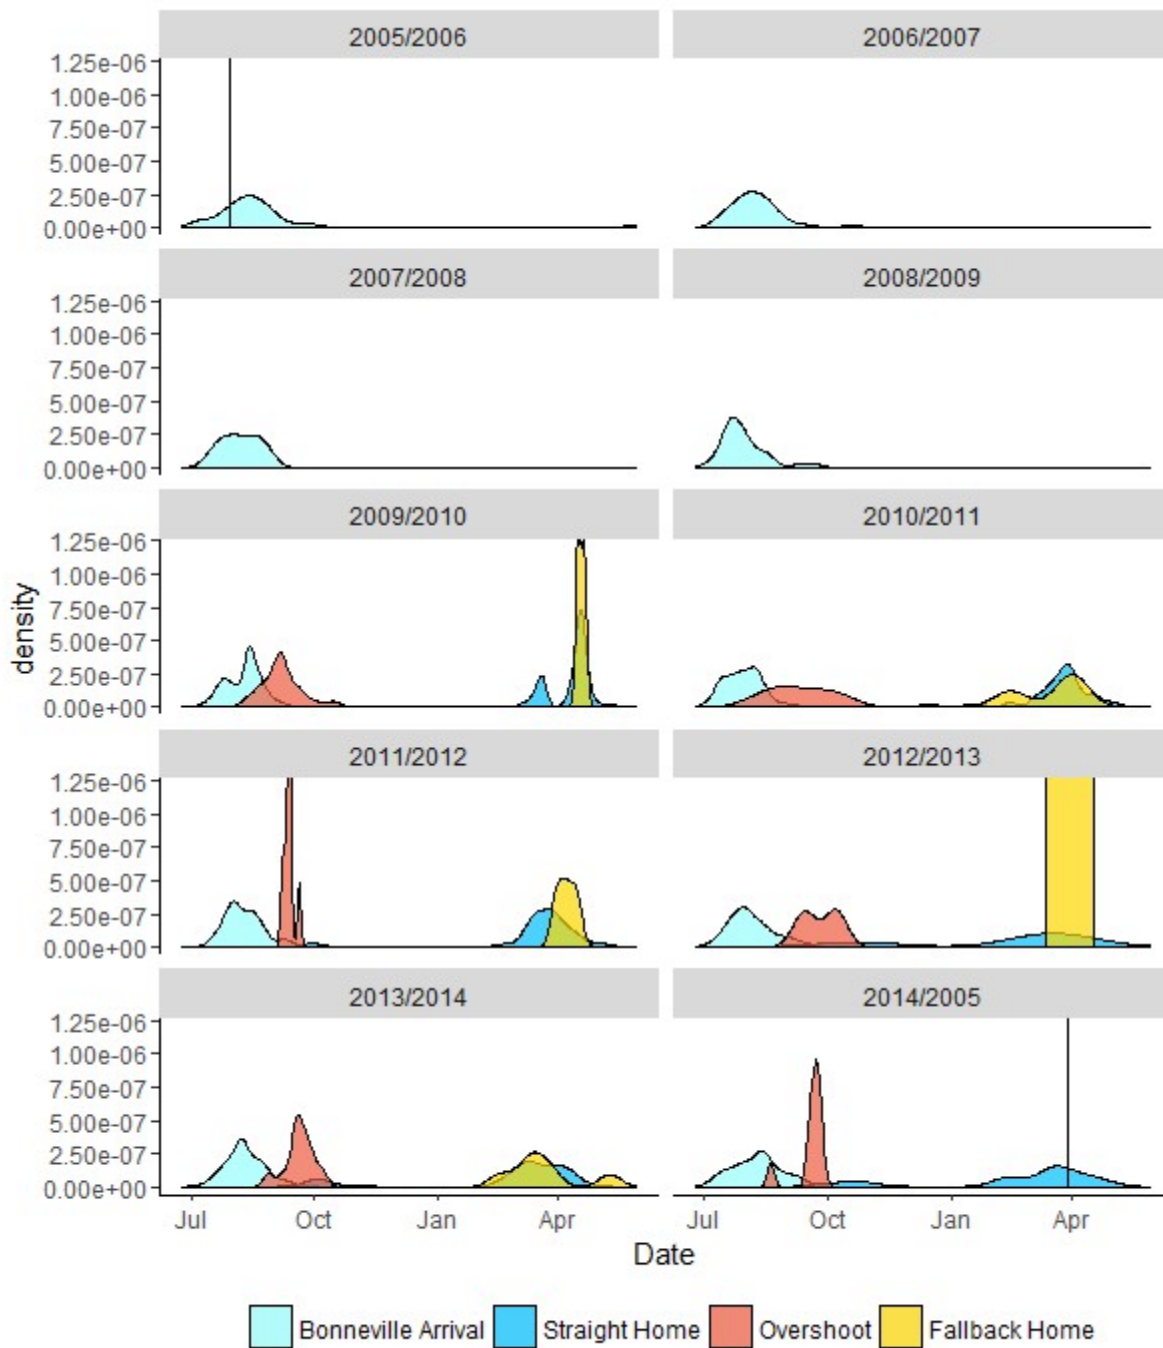 2005/2006 2006/2007
1.25e-06
1.00e-06
7.50e-07
5.00e-07
2.50e-07
0.00e+00
2007/2008 2008/2009
1.25e-06
1.00e-06
7.50e-07
5.00e-07
2.50e-07
0.00e+00
2009/2010 2010/2011
1.25e-06
1.00e-06
7.50e-07
5.00e-07
2.50e-07
0.00e+00
density
2011/2012 2012/2013
1.25e-06
1.00e-06
7.50e-07
5.00e-07
2.50e-07
0.00e+00
2013/2014 2014/2005
1.25e-06
1.00e-06
7.50e-07
5.00e-07
2.50e-07
0.00e+00
Jul Oct Jan Apr Jul Oct Jan Apr
Date
Bonneville Arrival Straight Home Overshoot Fallback Home